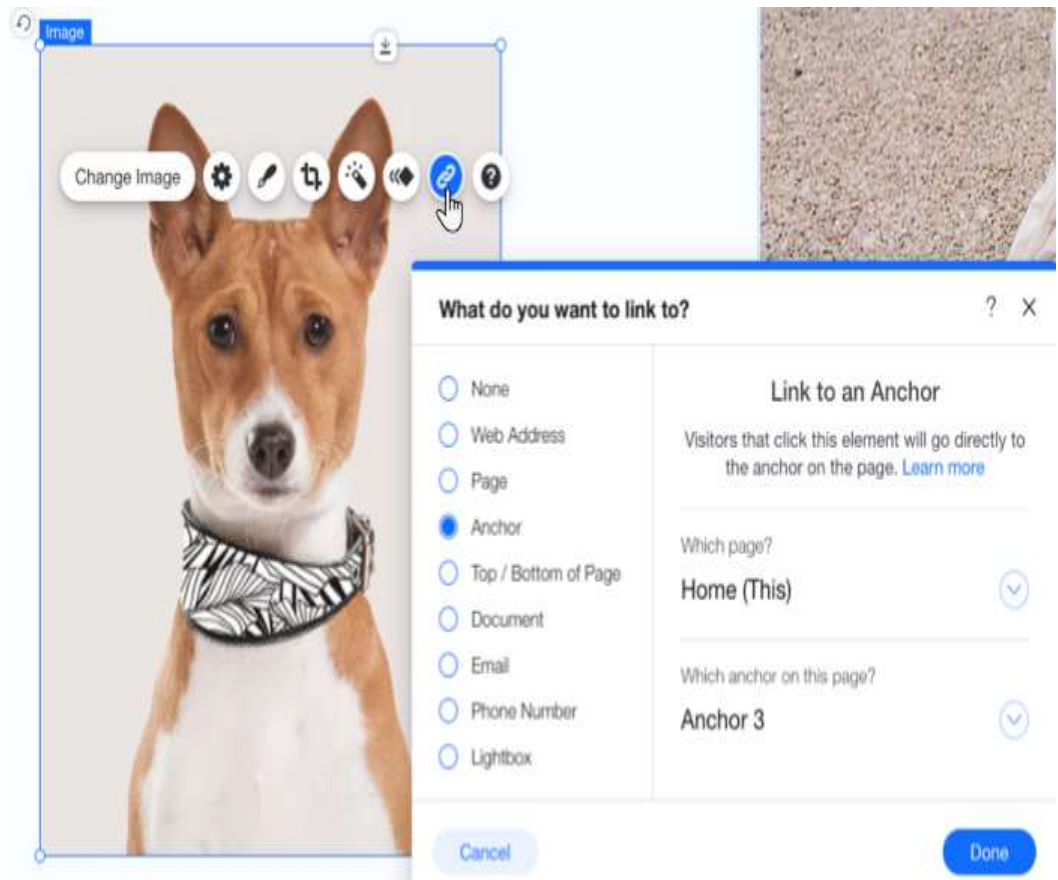 Image
Change Image
What do you want to link to?
None
Web Address
Page
Anchor
Top / Bottom of Page
Document
Email
Phone Number
Lightbox
Link to an Anchor
Visitors that click this element will go directly to
the anchor on the page. Learn more
Which page?
Home (This)
Which anchor on this page?
Anchor 3
Cancel
Done